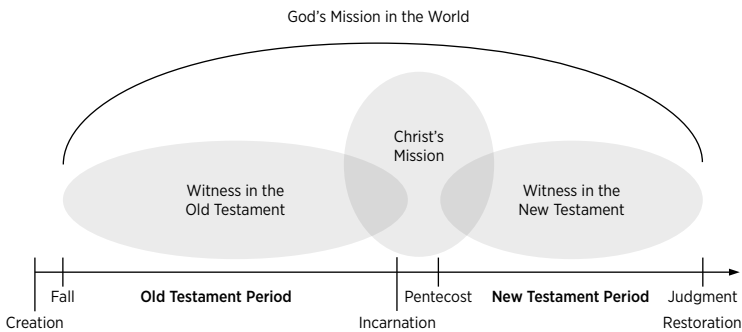 God’s Mission in the World
Christ’s
Mission
Witness in the
Old Testament
Witness in the
New Testament
Fall
Old Testament Period
Pentecost
New Testament Period
Judgment
Creation
Incarnation
Restoration